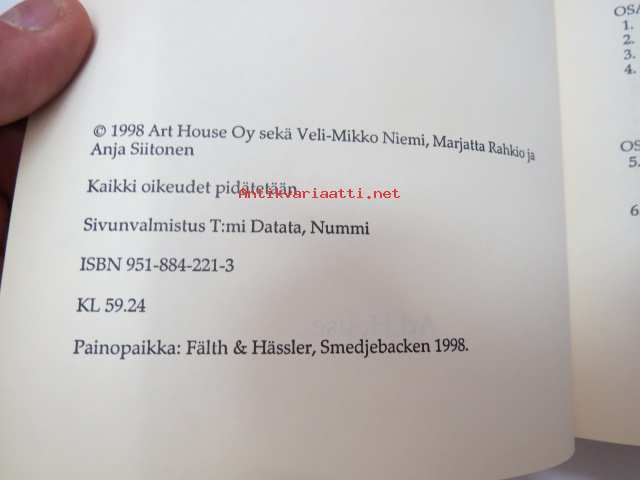 © 1998 Art House Oy sekä Veli-Mikko Niemi, Marjatta Rahkio ja
Anja Siitonen
Kaikki oikeudet pidätetään
Antikvariaatti.net
Sivunvalmistus T:mi Datata, Nummi
ISBN 951-884-221-3
KL 59.24
Painopaikka: Fälth & Hässler, Smedjebacken 1998.
OSA
1.
2.
3.
4.
OS
5.
6